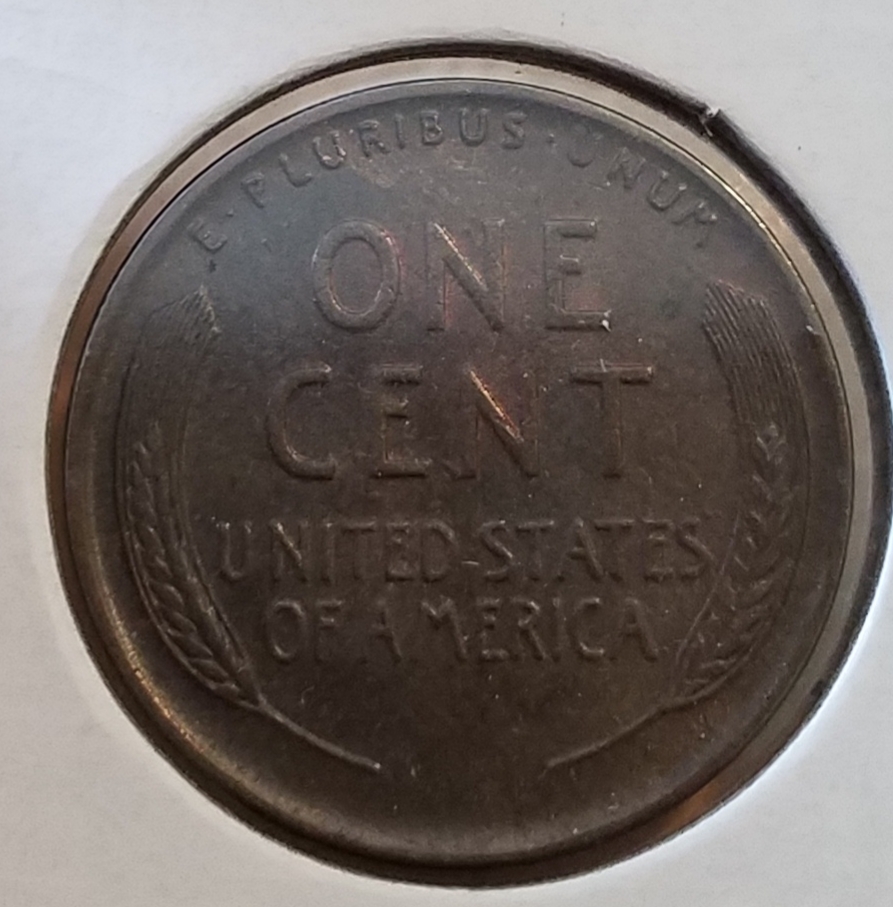 E·PLURIBUS·UNUM
ONE
CENT
UNITED·STATES
OF AMERICA